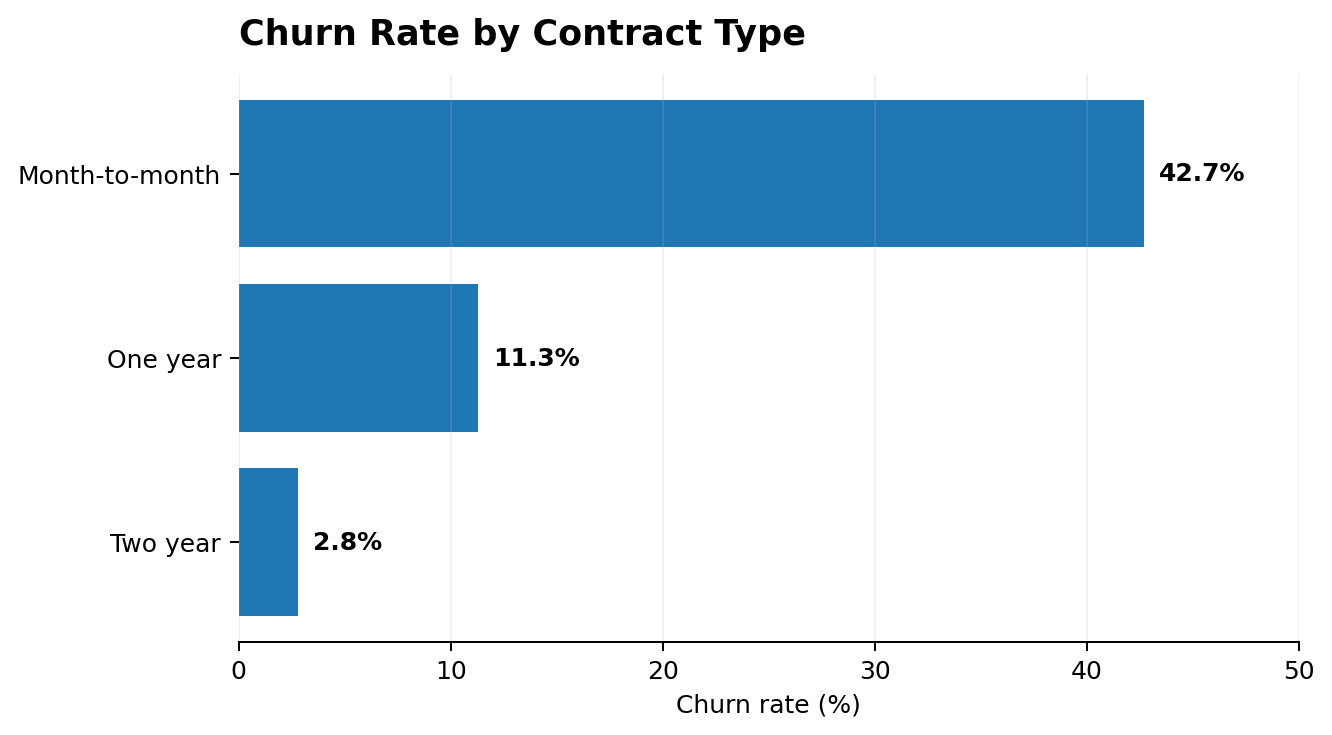 Churn Rate by Contract Type
Month-to-month
42.7%
One year
11.3%
Two year
2.8%
0 10 20 30 40 50
Churn rate (%)